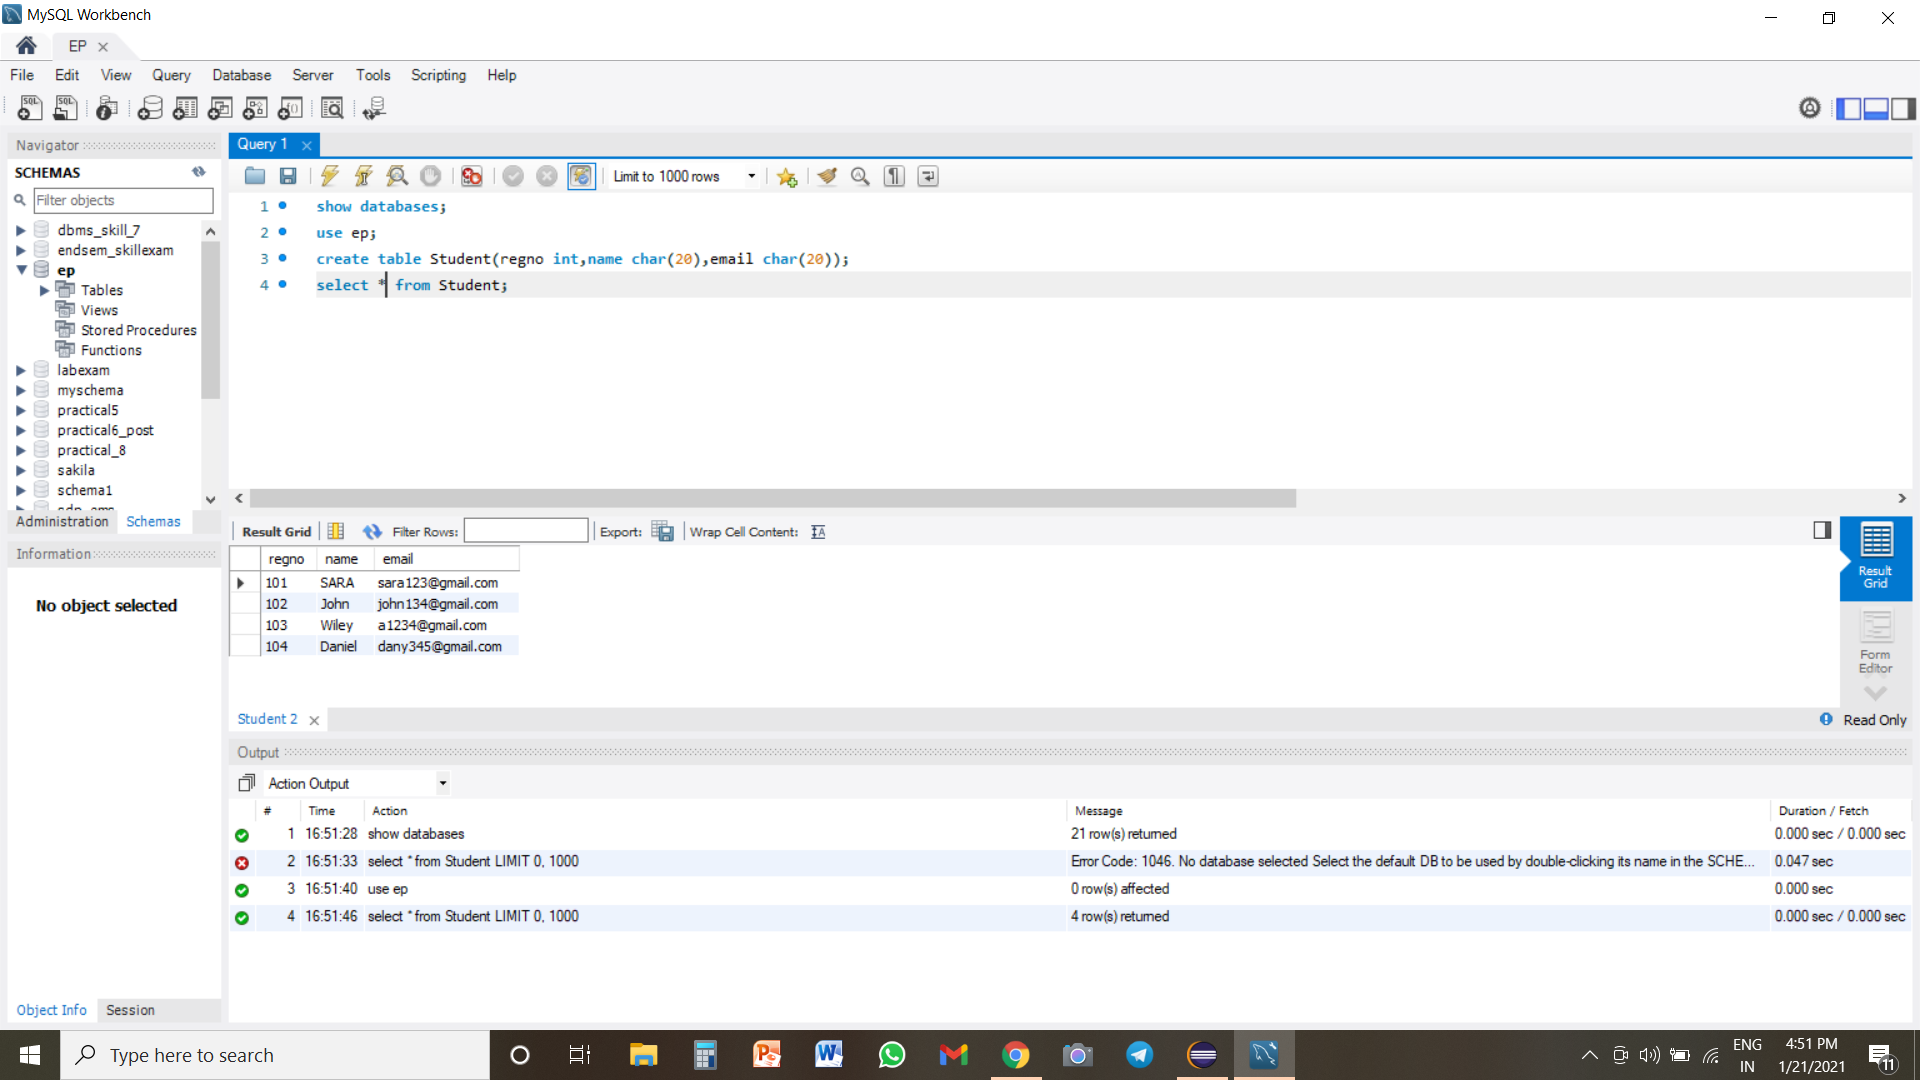 MySQL Workbench
EP
File Edit View Query Database Server Tools Scripting Help
Navigator
SCHEMAS
Filter objects
dbms_skill_7
endsem_skillexam
ep
Tables
Views
Stored Procedures
Functions
labexam
myschema
practical5
practical6_post
practical_8
sakila
schema1
Administration Schemas
Information
No object selected
Object Info Session
Query 1
Limit to 1000 rows
1 show databases;
2 use ep;
3 create table Student(regno int,name char(20),email char(20));
4 select * from Student;
Result Grid Filter Rows: Export: Wrap Cell Content:
regno name email
101 SARA sara123@gmail.com
102 John john134@gmail.com
103 Wiley a1234@gmail.com
104 Daniel dany345@gmail.com
Result
Grid
Form
Editor
Student 2 Read Only
Output
Action Output
# Time Action Message Duration / Fetch
1 16:51:28 show databases 21 row(s) returned 0.000 sec / 0.000 sec
2 16:51:33 select * from Student LIMIT 0, 1000 Error Code: 1046. No database selected Select the default DB to be used by double-clicking its name in the SCHE... 0.047 sec
3 16:51:40 use ep 0 row(s) affected 0.000 sec
4 16:51:46 select * from Student LIMIT 0, 1000 4 row(s) returned 0.000 sec / 0.000 sec
Type here to search
ENG
IN
4:51 PM
1/21/2021
11